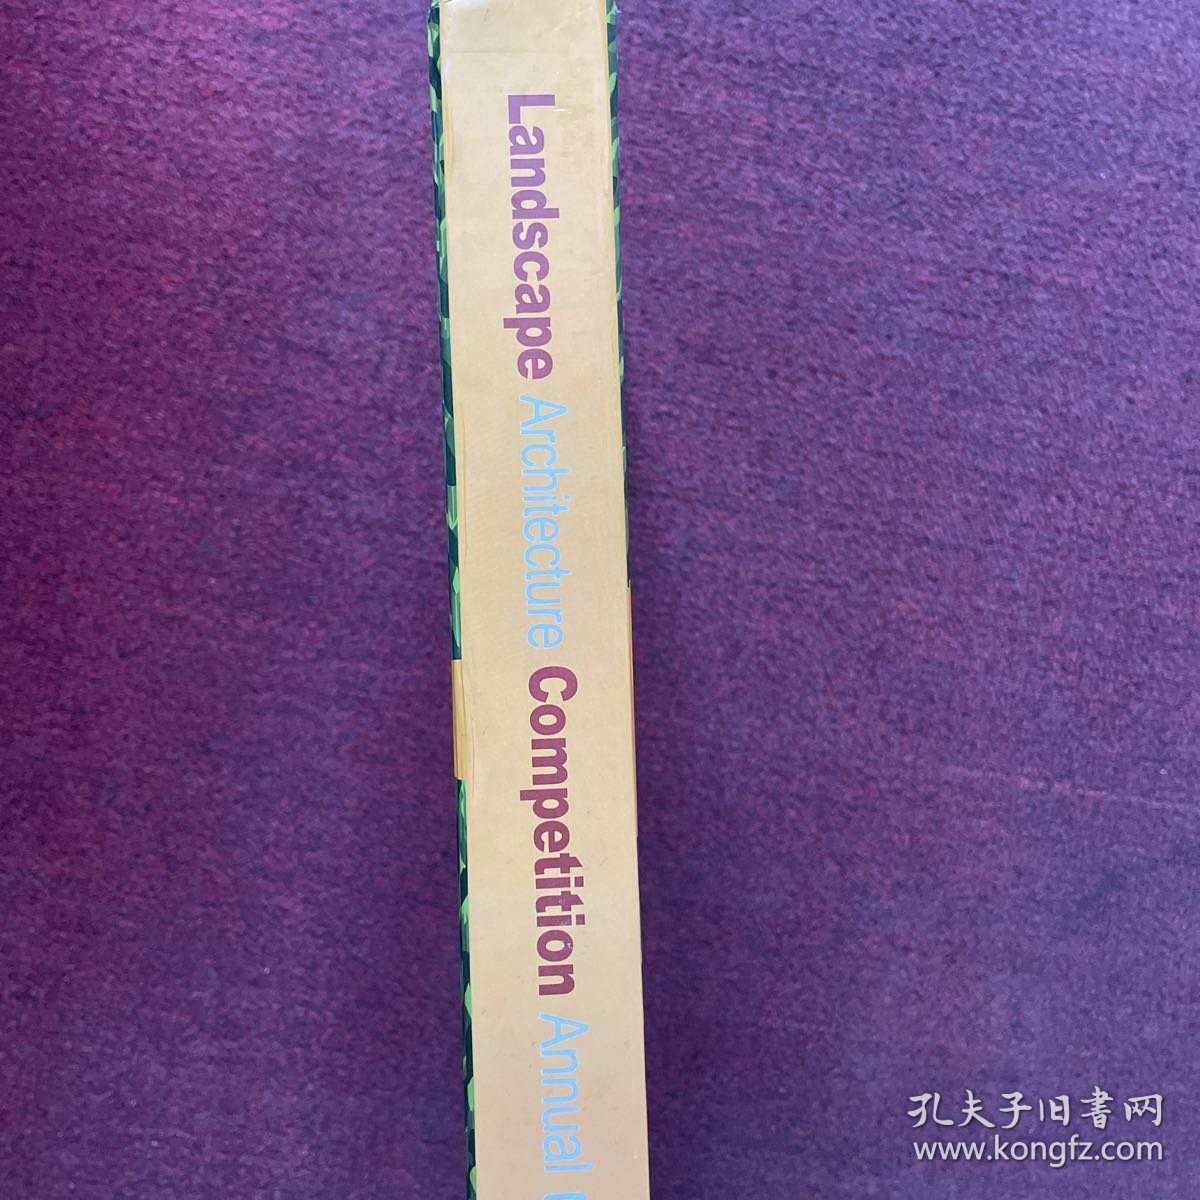 Landscape Architecture Competition Annual
孔夫子旧書网
www.kongfz.com